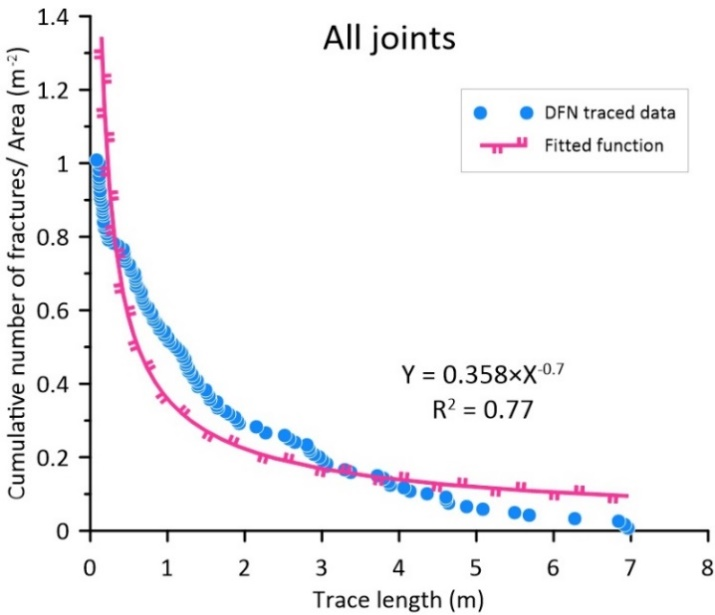 All joints
Cumulative number of fractures/ Area (m⁻²)
1.4
1.2
1
0.8
0.6
0.4
0.2
0
DFN traced data
Fitted function
Y = 0.358×X⁻⁰·⁷
R² = 0.77
0 1 2 3 4 5 6 7 8
Trace length (m)